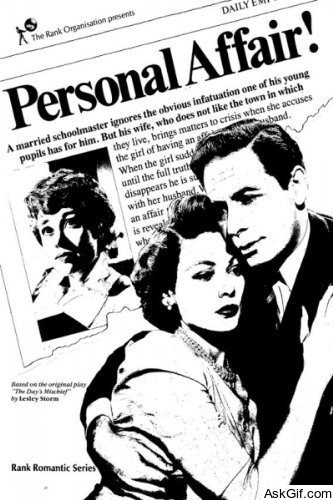 The Rank Organisation presents
DAILY EMP
Personal Affair!
A married schoolmaster ignores the obvious infatuation one of his young
pupils has for him. But his wife, who does not like the town in which
they live, brings matters to crisis when she accuses
the girl of having an affair
When the girl sudd
until the full truth
disappears he is su
with her husband
an affair
is revea
who
Based on the original play
"The Day's Mischief"
by Lesley Storm
Rank Romantic Series
AskGif.com